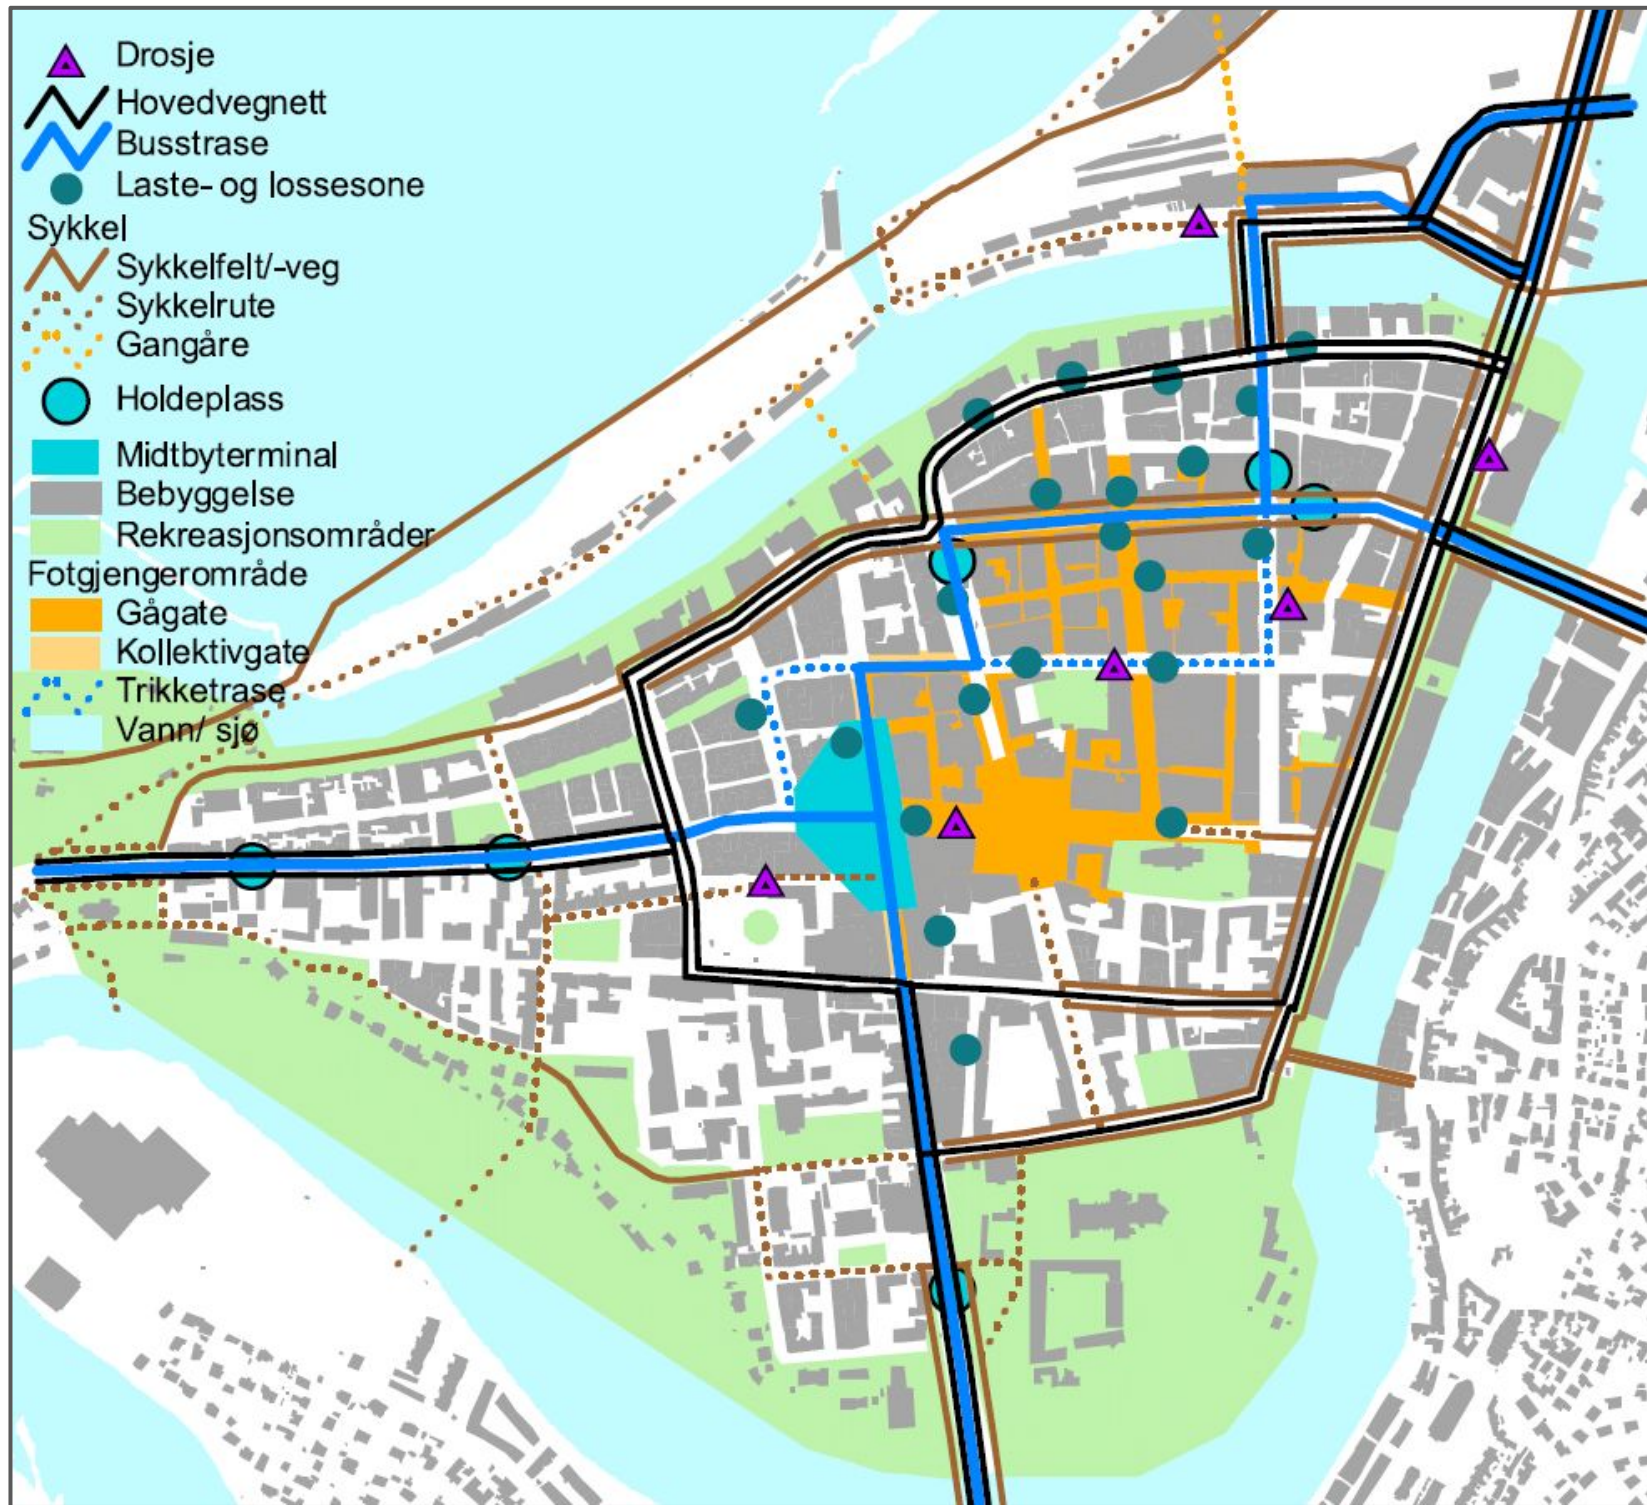 Drosje
Hovedvegnett
Busstrase
Laste- og lossesone
Sykkel
Sykkelfelt/-veg
Sykkelrute
Gangåre
Holdeplass
Midtbyterminal
Bebyggelse
Rekreasjonsområder
Fotgjengerområde
Gågate
Kollektivgate
Trikketrase
Vann/ sjø